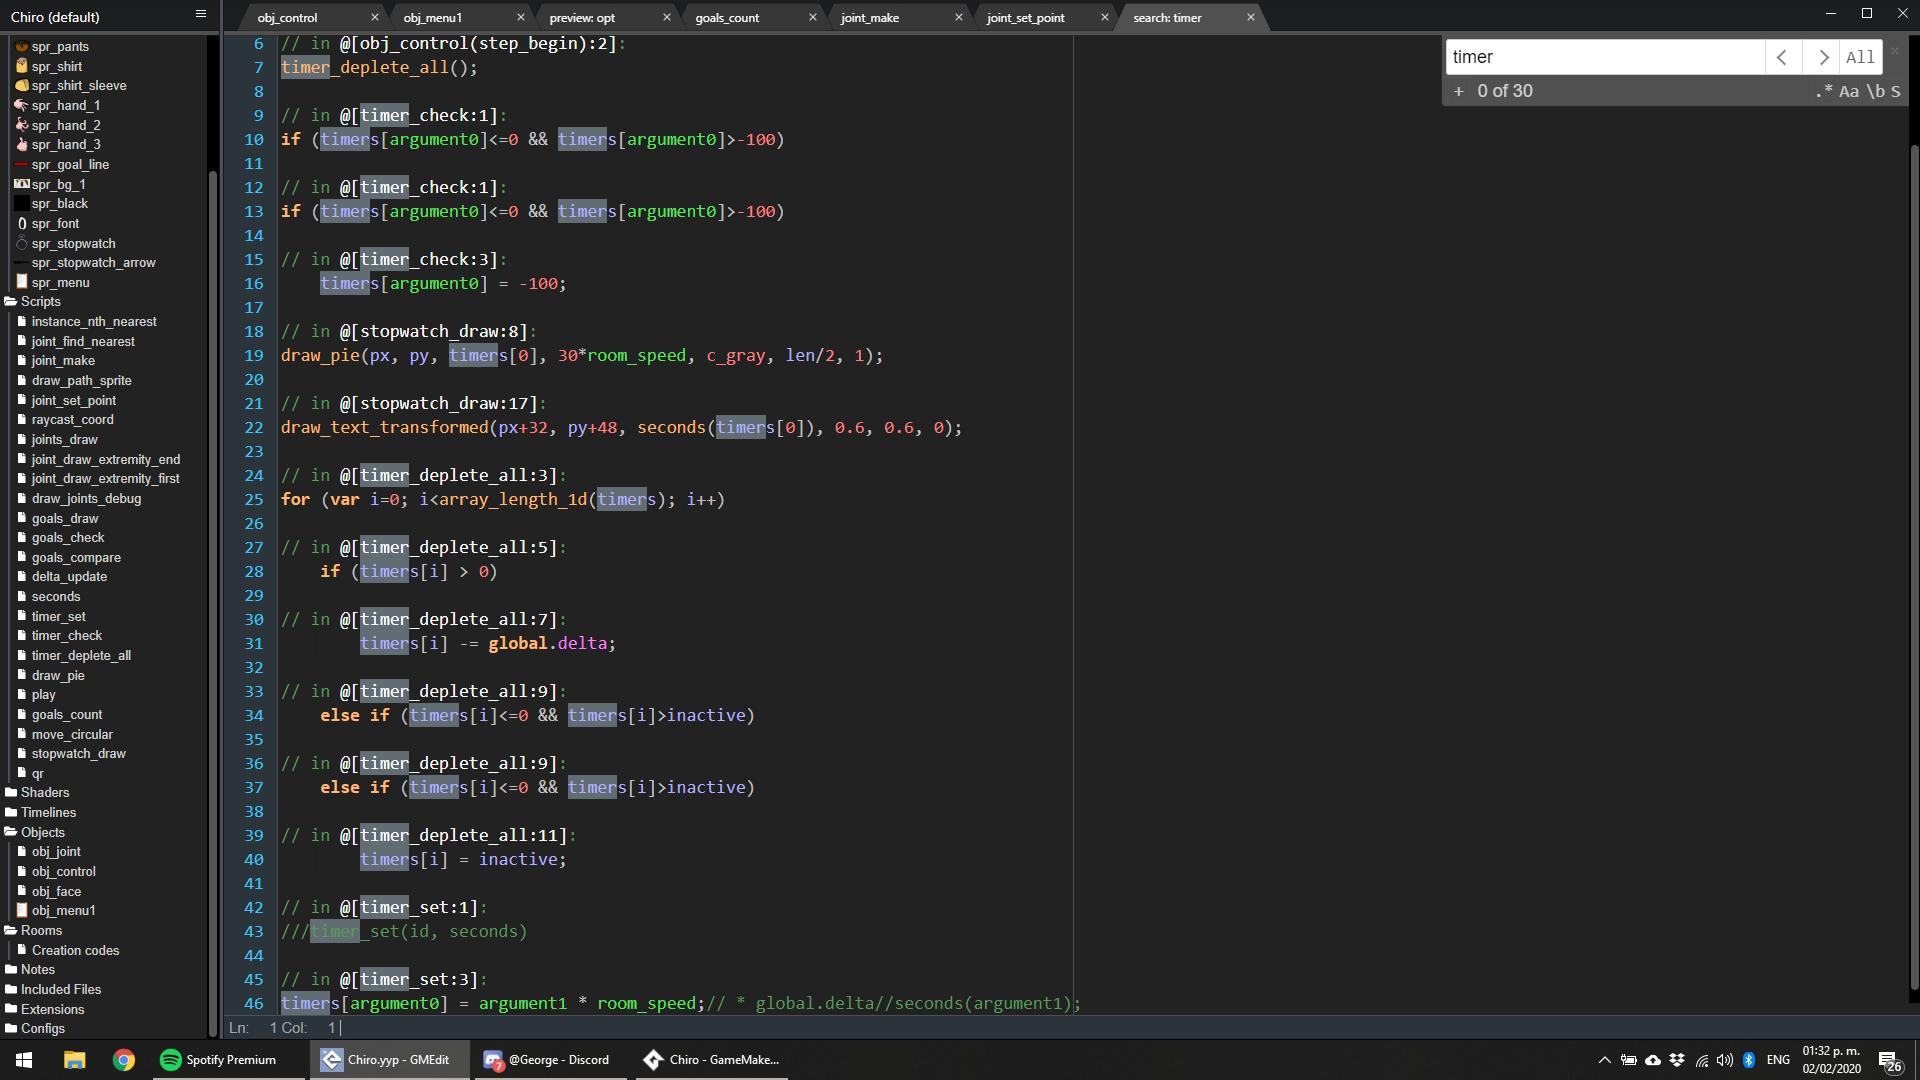 Chiro (default)
obj_control
obj_menu1
preview: opt
goals_count
joint_make
joint_set_point
search: timer
spr_pants
spr_shirt
spr_shirt_sleeve
spr_hand_1
spr_hand_2
spr_hand_3
spr_goal_line
spr_bg_1
spr_black
spr_font
spr_stopwatch
spr_stopwatch_arrow
spr_menu
Scripts
instance_nth_nearest
joint_find_nearest
joint_make
draw_path_sprite
joint_set_point
raycast_coord
joints_draw
joint_draw_extremity_end
joint_draw_extremity_first
draw_joints_debug
goals_draw
goals_check
goals_compare
delta_update
seconds
timer_set
timer_check
timer_deplete_all
draw_pie
play
goals_count
move_circular
stopwatch_draw
qr
Shaders
Timelines
Objects
obj_joint
obj_control
obj_face
obj_menu1
Rooms
Creation codes
Notes
Included Files
Extensions
Configs
6 // in @[obj_control(step_begin):2]:
7 timer_deplete_all();
8
9 // in @[timer_check:1]:
10 if (timers[argument0]<=0 && timers[argument0]>-100)
11
12 // in @[timer_check:1]:
13 if (timers[argument0]<=0 && timers[argument0]>-100)
14
15 // in @[timer_check:3]:
16 timers[argument0] = -100;
17
18 // in @[stopwatch_draw:8]:
19 draw_pie(px, py, timers[0], 30*room_speed, c_gray, len/2, 1);
20
21 // in @[stopwatch_draw:17]:
22 draw_text_transformed(px+32, py+48, seconds(timers[0]), 0.6, 0.6, 0);
23
24 // in @[timer_deplete_all:3]:
25 for (var i=0; i<array_length_1d(timers); i++)
26
27 // in @[timer_deplete_all:5]:
28 if (timers[i] > 0)
29
30 // in @[timer_deplete_all:7]:
31 timers[i] -= global.delta;
32
33 // in @[timer_deplete_all:9]:
34 else if (timers[i]<=0 && timers[i]>inactive)
35
36 // in @[timer_deplete_all:9]:
37 else if (timers[i]<=0 && timers[i]>inactive)
38
39 // in @[timer_deplete_all:11]:
40 timers[i] = inactive;
41
42 // in @[timer_set:1]:
43 ///timer_set(id, seconds)
44
45 // in @[timer_set:3]:
46 timers[argument0] = argument1 * room_speed;// * global.delta//seconds(argument1);
timer
All
+ 0 of 30
.* Aa \b S
Ln: 1 Col: 1
Spotify Premium
Chiro.yyp - GMEdit
7
@George - Discord
Chiro - GameMake...
ENG
01:32 p. m.
02/02/2020
26